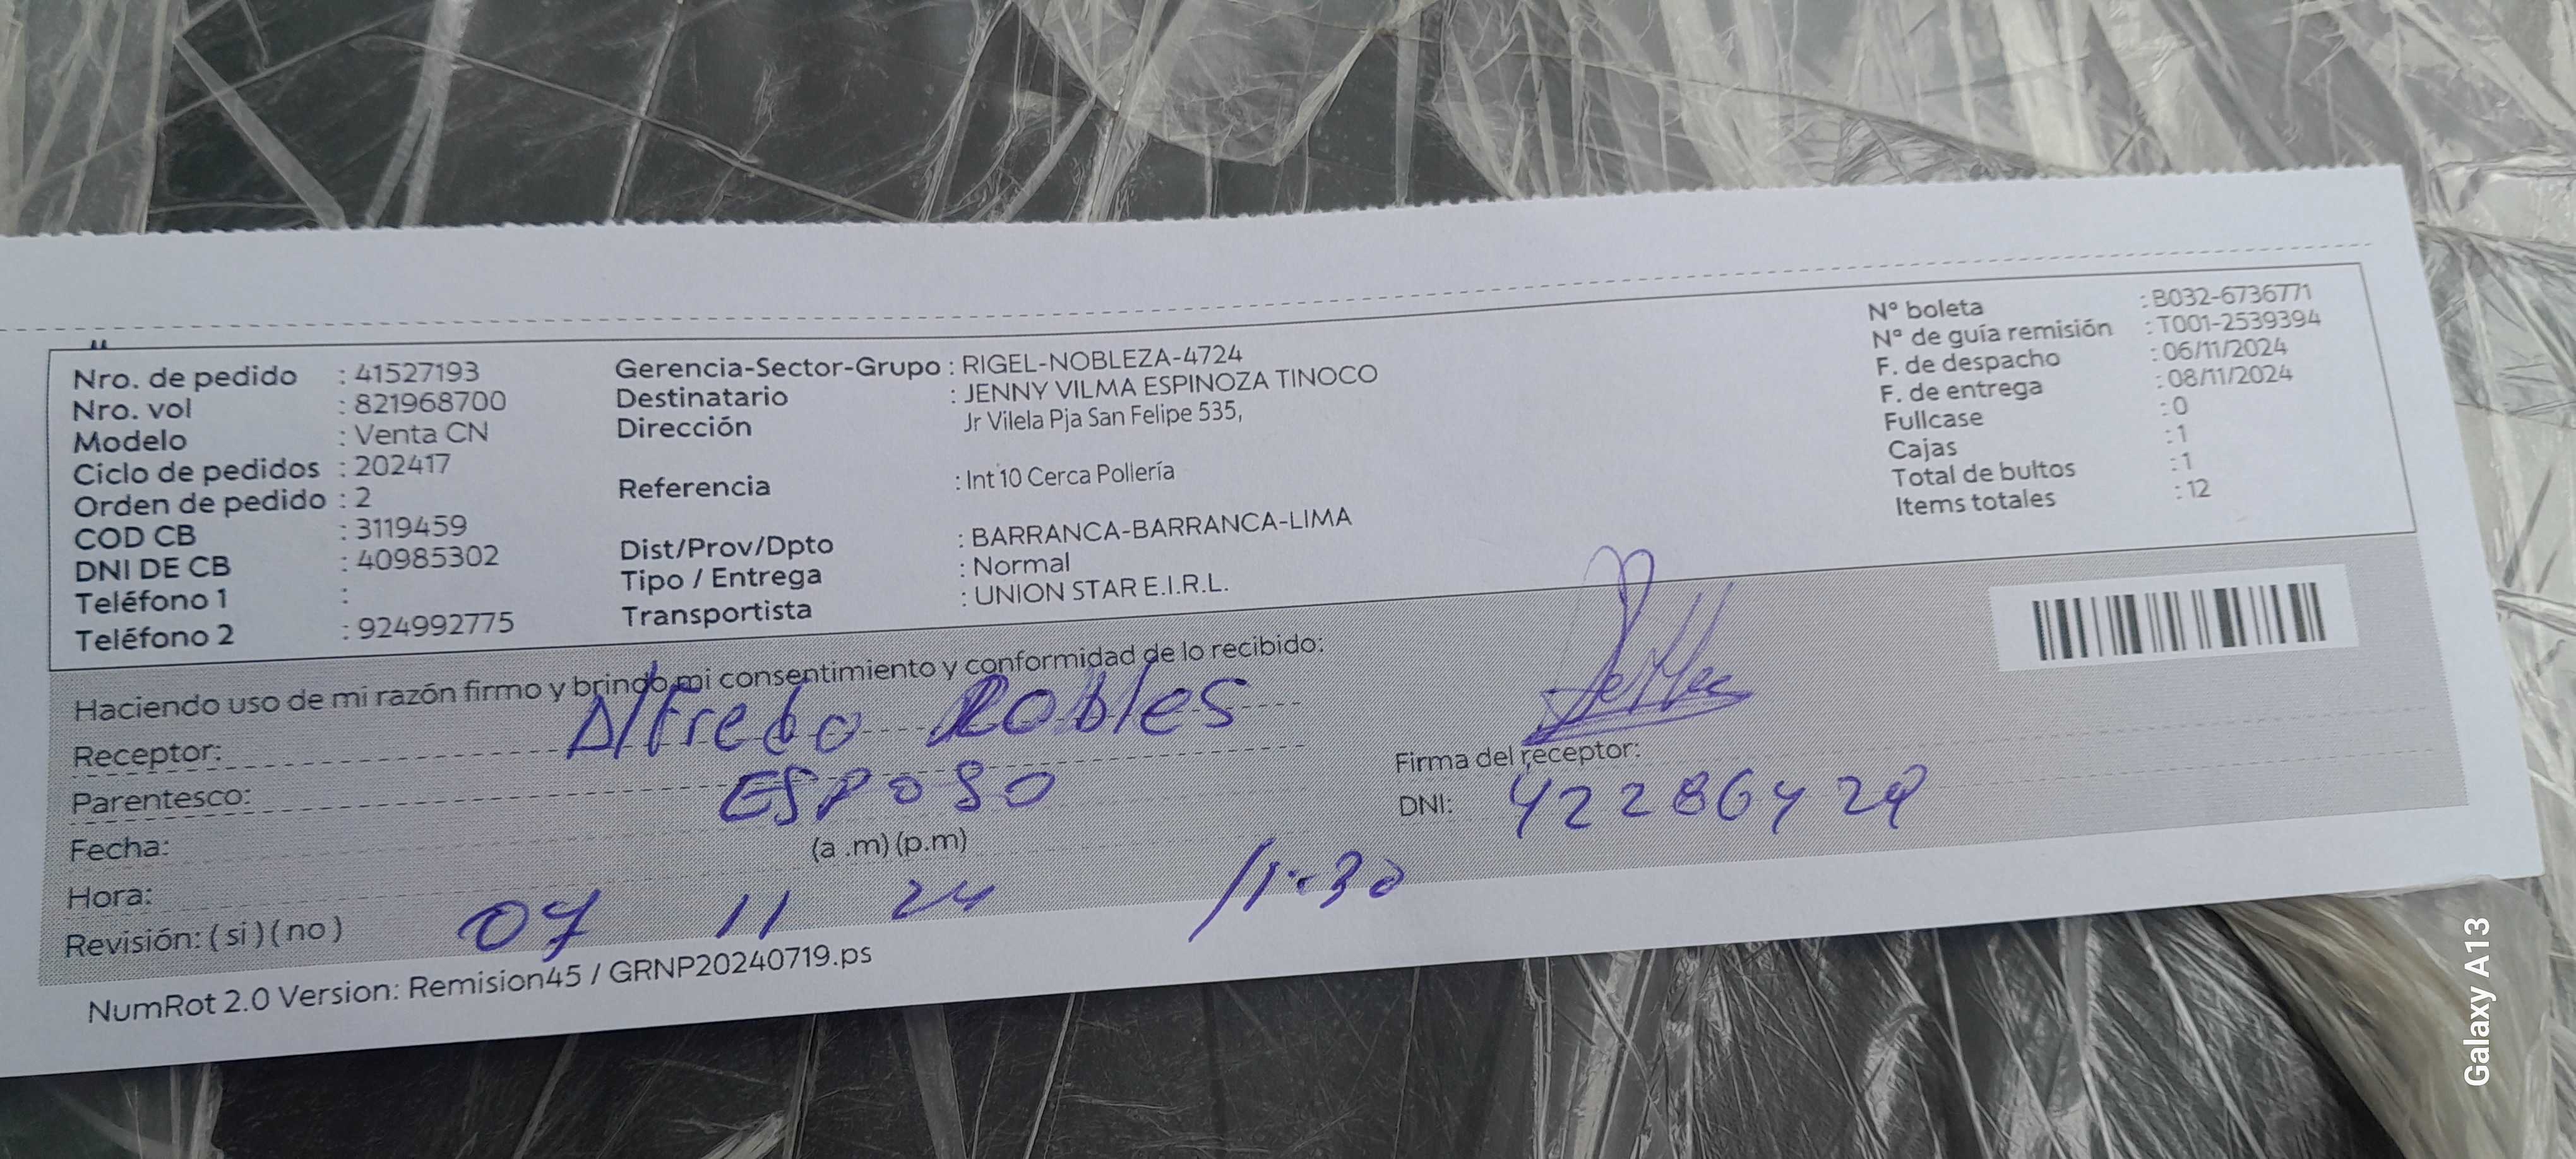 Nro. de pedido : 41527193
Nro. vol : 821968700
Modelo : Venta CN
Ciclo de pedidos : 202417
Orden de pedido : 2
COD CB : 3119459
DNI DE CB : 40985302
Teléfono 1 :
Teléfono 2 : 924992775
Gerencia-Sector-Grupo : RIGEL-NOBLEZA-4724
Destinatario : JENNY VILMA ESPINOZA TINOCO
Dirección Jr Vilela Pja San Felipe 535,
Referencia : Int 10 Cerca Pollería
Dist/Prov/Dpto : BARRANCA-BARRANCA-LIMA
Tipo / Entrega : Normal
Transportista : UNION STAR E.I.R.L.
N° boleta : B032-6736771
N° de guía remisión : T001-2539394
F. de despacho : 06/11/2024
F. de entrega : 08/11/2024
Fullcase : 0
Cajas : 1
Total de bultos : 1
Items totales : 12
Haciendo uso de mi razón firmo y brindo mi consentimiento y conformidad de lo recibido:
Receptor: Alfredo Robles
Parentesco: ESPOSO
Fecha: (a .m) (p.m)
Hora:
Revisión: ( si ) ( no ) 07 11 24 11:30
Firma del receptor:
DNI:
NumRot 2.0 Version: Remision45 / GRNP20240719.ps
Galaxy A13